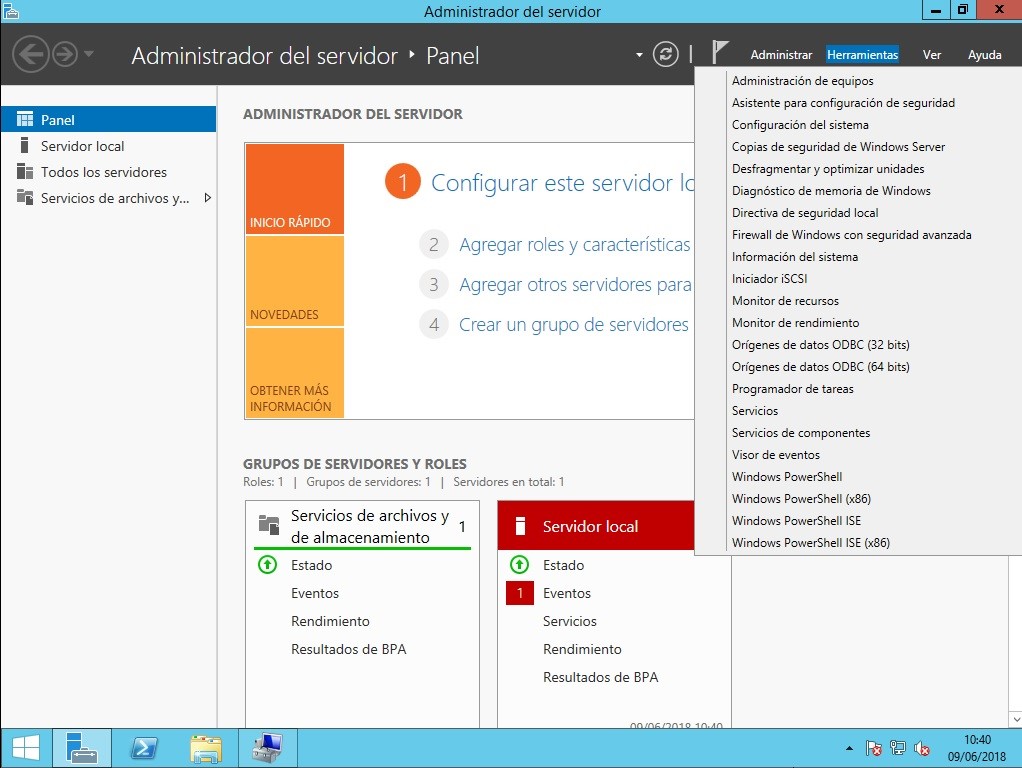 Administrador del servidor
Administrador del servidor ‣ Panel
Administrar
Herramientas
Ver
Ayuda
Administración de equipos
Asistente para configuración de seguridad
Configuración del sistema
Copias de seguridad de Windows Server
Desfragmentar y optimizar unidades
Diagnóstico de memoria de Windows
Directiva de seguridad local
Firewall de Windows con seguridad avanzada
Información del sistema
Iniciador iSCSI
Monitor de recursos
Monitor de rendimiento
Orígenes de datos ODBC (32 bits)
Orígenes de datos ODBC (64 bits)
Programador de tareas
Servicios
Servicios de componentes
Visor de eventos
Windows PowerShell
Windows PowerShell (x86)
Windows PowerShell ISE
Windows PowerShell ISE (x86)
Panel
Servidor local
Todos los servidores
Servicios de archivos y...
ADMINISTRADOR DEL SERVIDOR
INICIO RÁPIDO
NOVEDADES
OBTENER MÁS
INFORMACIÓN
1 Configurar este servidor lo
2 Agregar roles y características
3 Agregar otros servidores para
4 Crear un grupo de servidores
GRUPOS DE SERVIDORES Y ROLES
Roles: 1 | Grupos de servidores: 1 | Servidores en total: 1
Servicios de archivos y
de almacenamiento
1
Estado
Eventos
Rendimiento
Resultados de BPA
Servidor local
Estado
1 Eventos
Servicios
Rendimiento
Resultados de BPA
09/06/2018 10:40
10:40
09/06/2018